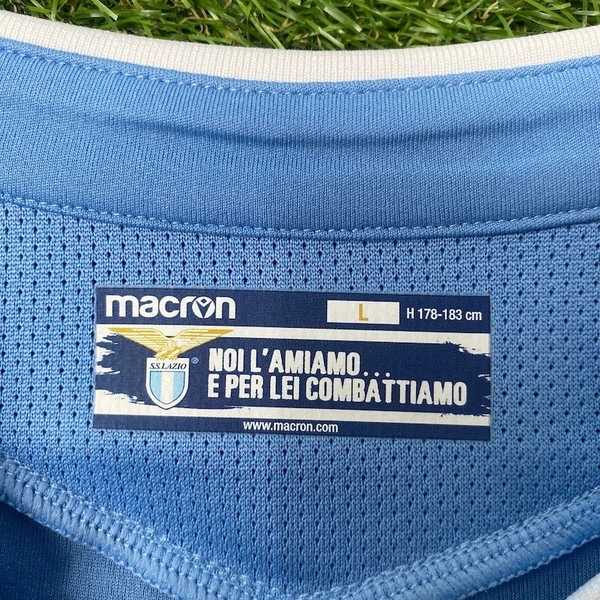 macron
L
H 178-183 cm
S.S.LAZIO
®
NOI L'AMIAMO...
E PER LEI COMBATTIAMO
www.macron.com